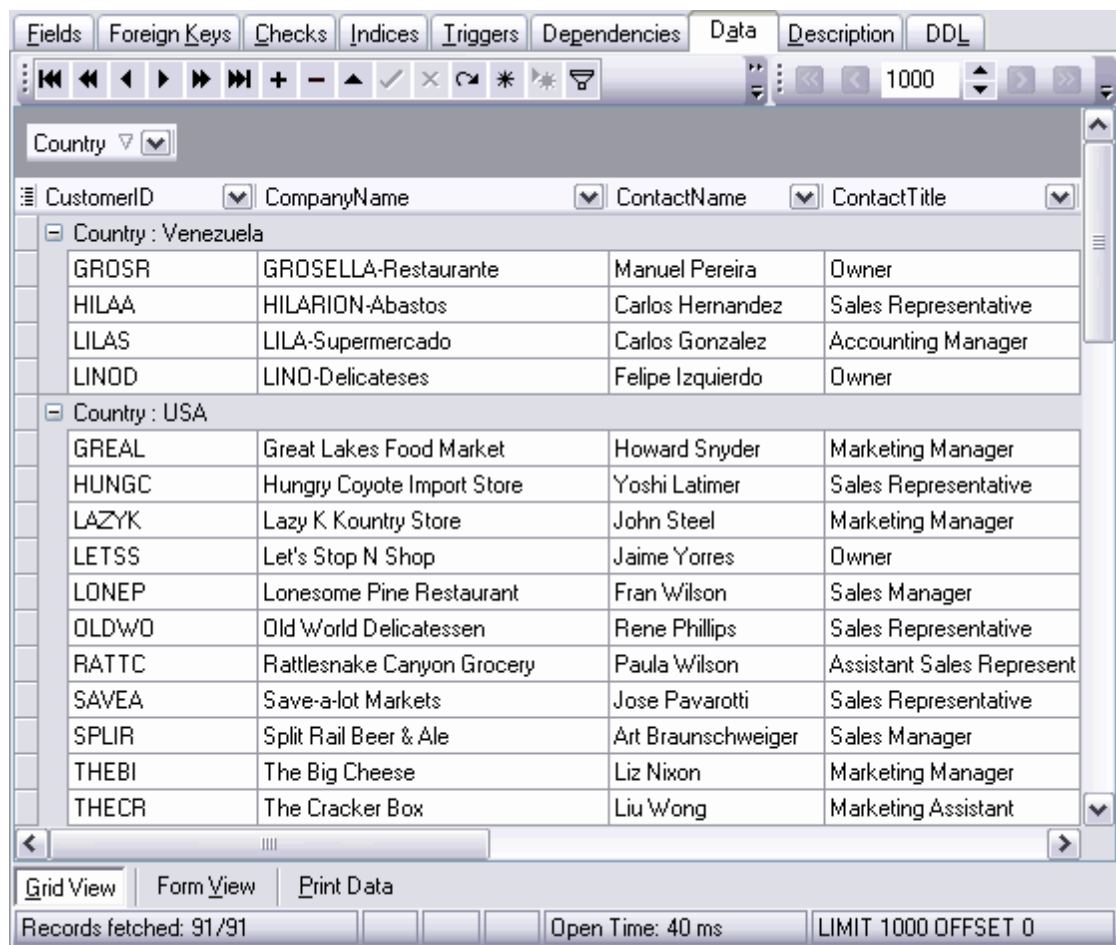 Fields Foreign Keys Checks Indices Triggers Dependencies Data Description DDL
1000
Country
CustomerID CompanyName ContactName ContactTitle
Country : Venezuela
GROSR GROSELLA-Restaurante Manuel Pereira Owner
HILAA HILARION-Abastos Carlos Hernandez Sales Representative
LILAS LILA-Supermercado Carlos Gonzalez Accounting Manager
LINOD LINO-Delicateses Felipe Izquierdo Owner
Country : USA
GREAL Great Lakes Food Market Howard Snyder Marketing Manager
HUNGC Hungry Coyote Import Store Yoshi Latimer Sales Representative
LAZYK Lazy K Kountry Store John Steel Marketing Manager
LETSS Let's Stop N Shop Jaime Yorres Owner
LONEP Lonesome Pine Restaurant Fran Wilson Sales Manager
OLDWO Old World Delicatessen Rene Phillips Sales Representative
RATTC Rattlesnake Canyon Grocery Paula Wilson Assistant Sales Represent
SAVEA Save-a-lot Markets Jose Pavarotti Sales Representative
SPLIR Split Rail Beer & Ale Art Braunschweiger Sales Manager
THEBI The Big Cheese Liz Nixon Marketing Manager
THECR The Cracker Box Liu Wong Marketing Assistant
Grid View Form View Print Data
Records fetched: 91/91 Open Time: 40 ms LIMIT 1000 OFFSET 0